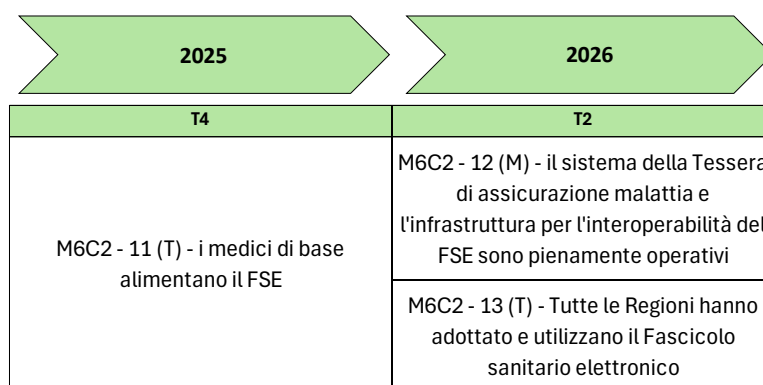 2025
2026
T4
T2
M6C2 - 11 (T) - i medici di base
alimentano il FSE
M6C2 - 12 (M) - il sistema della Tessera
di assicurazione malattia e
l'infrastruttura per l'interoperabilità del
FSE sono pienamente operativi
M6C2 - 13 (T) - Tutte le Regioni hanno
adottato e utilizzano il Fascicolo
sanitario elettronico